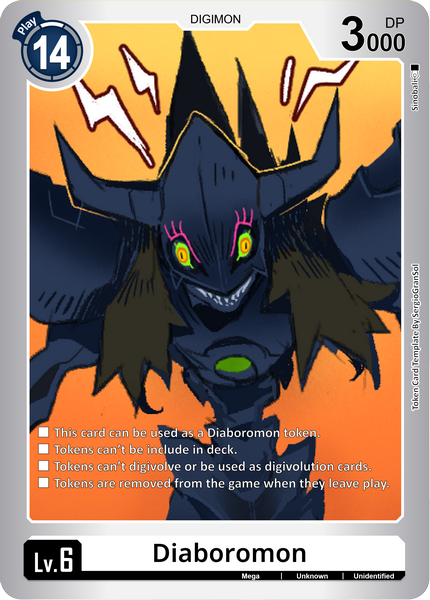 Play
14
DIGIMON
DP
3000
Sinobali
Token Card Template By SergioGranSol
This card can be used as a Diaboromon token.
Tokens can't be include in deck.
Tokens can't digivolve or be used as digivolution cards.
Tokens are removed from the game when they leave play.
Lv.6
Diaboromon
Mega | Unknown | Unidentified